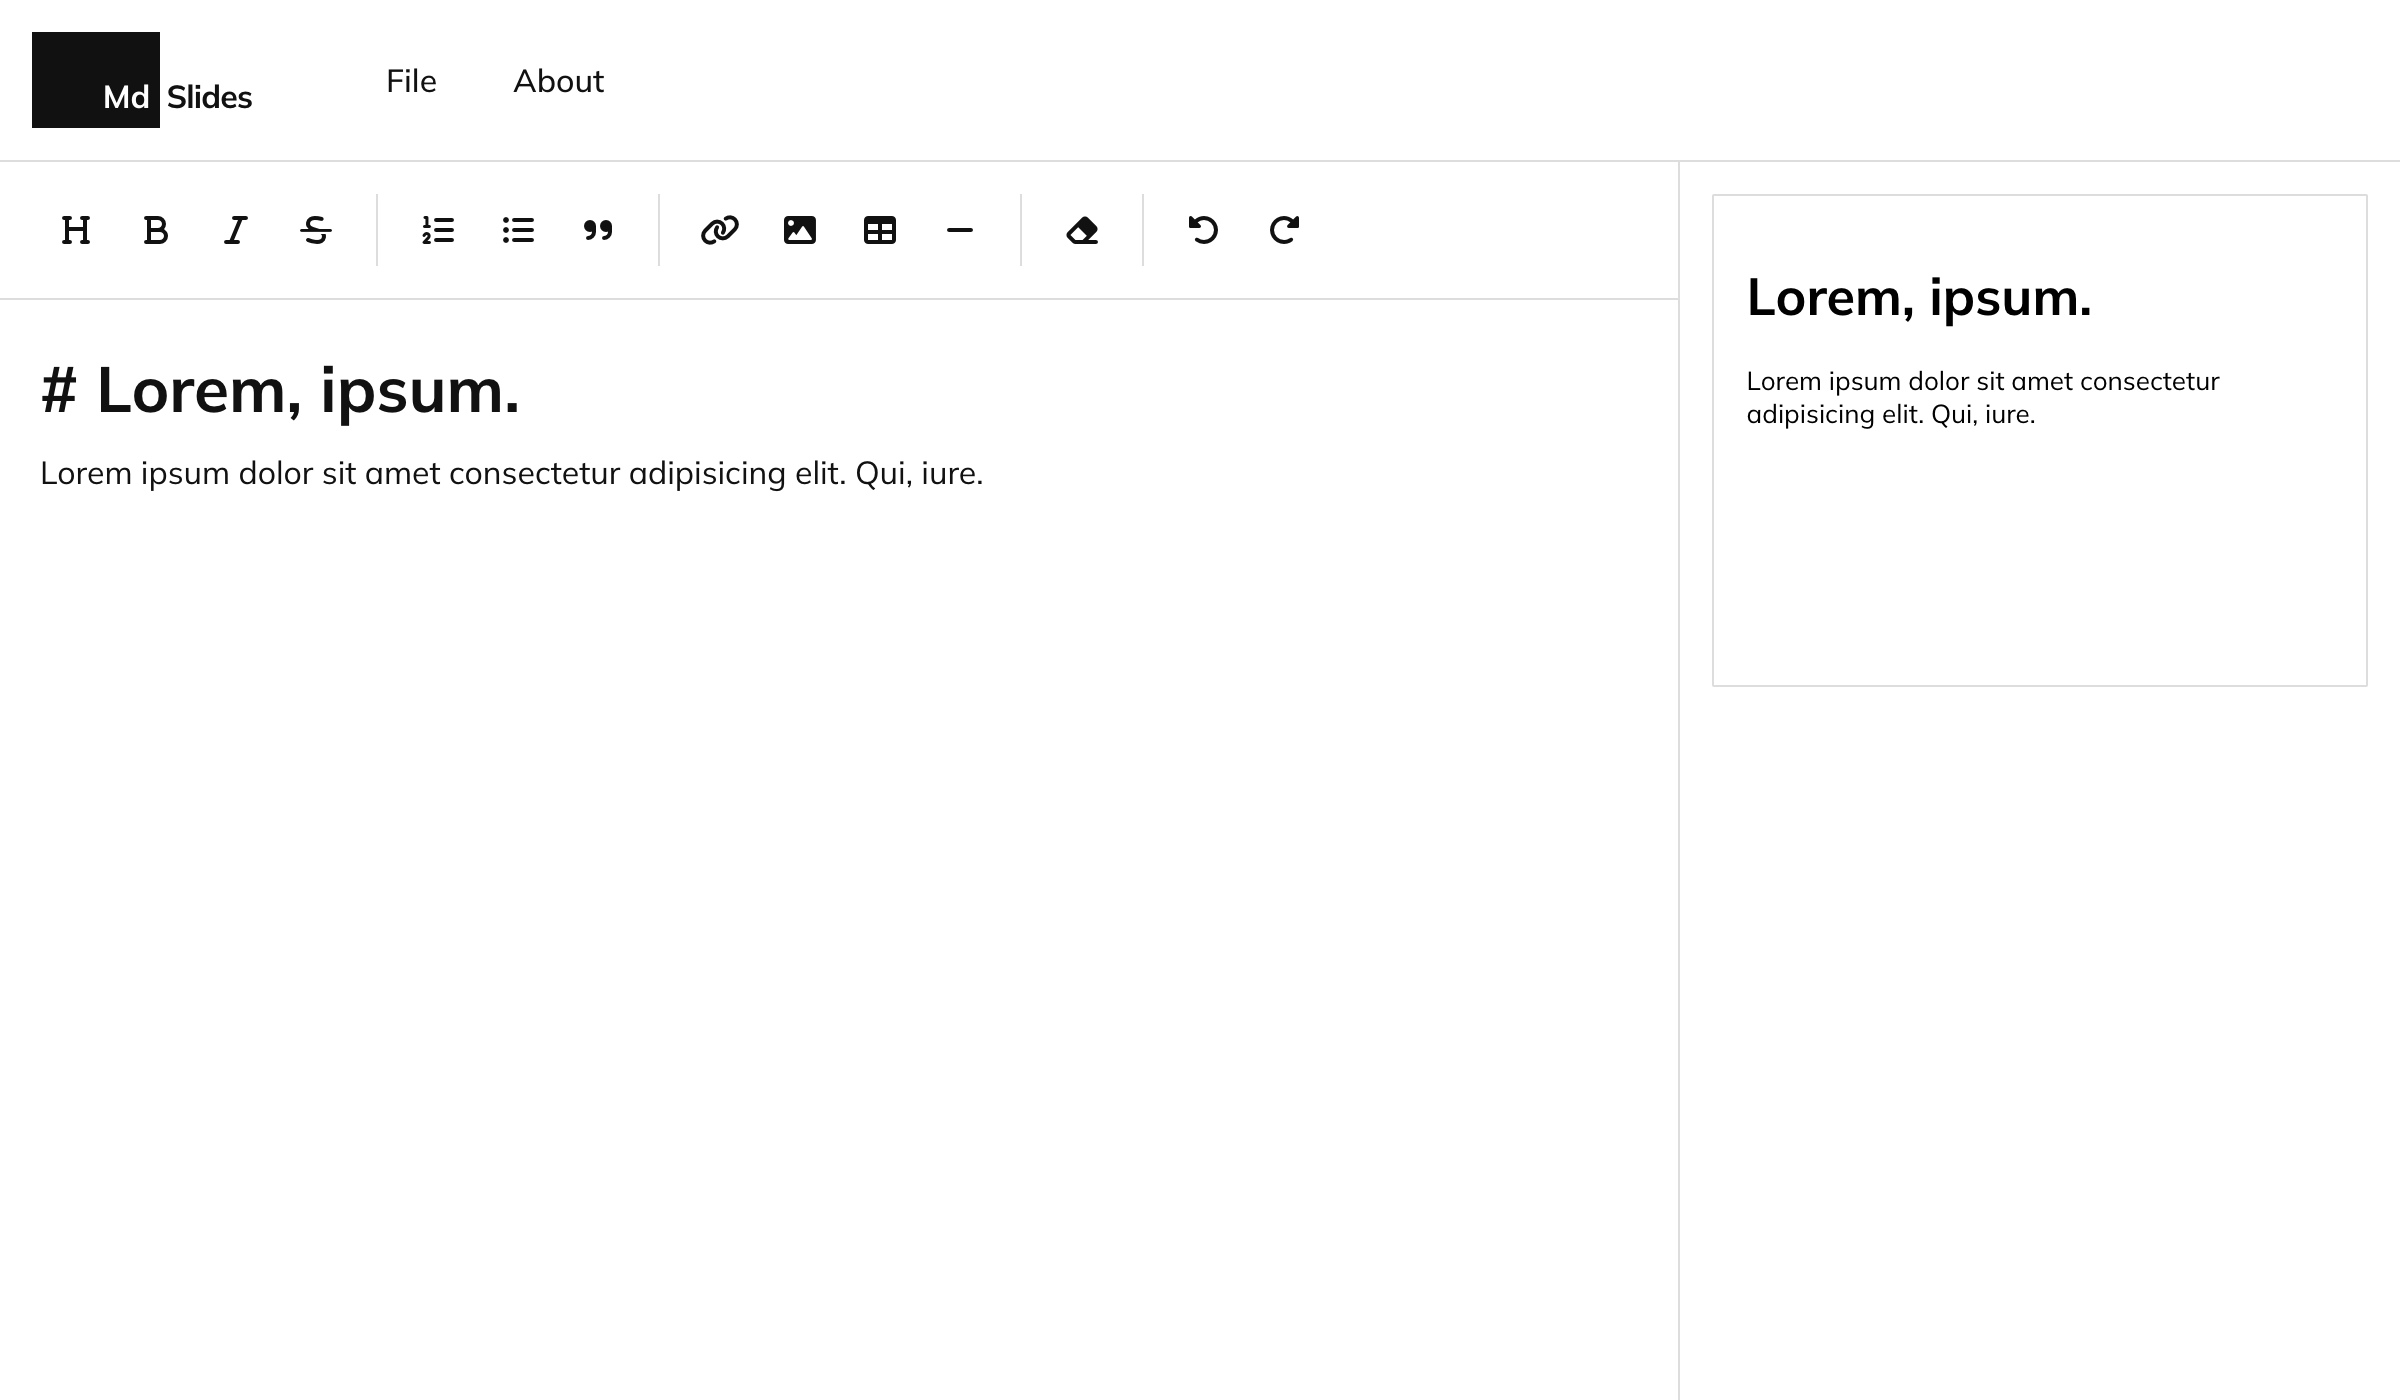 Md Slides
File About
# Lorem, ipsum.
Lorem ipsum dolor sit amet consectetur adipisicing elit. Qui, iure.
Lorem, ipsum.
Lorem ipsum dolor sit amet consectetur
adipisicing elit. Qui, iure.